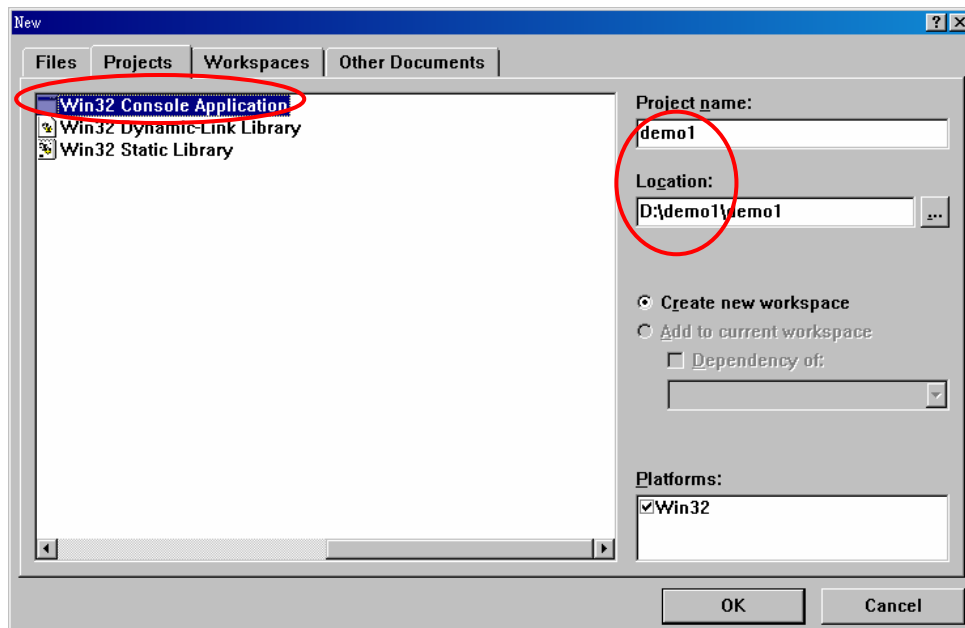 New
Files Projects Workspaces Other Documents
Win32 Console Application
Win32 Dynamic-Link Library
Win32 Static Library
Project name:
demo1
Location:
D:\demo1\demo1
...
Create new workspace
Add to current workspace
Dependency of:
Platforms:
Win32
OK Cancel